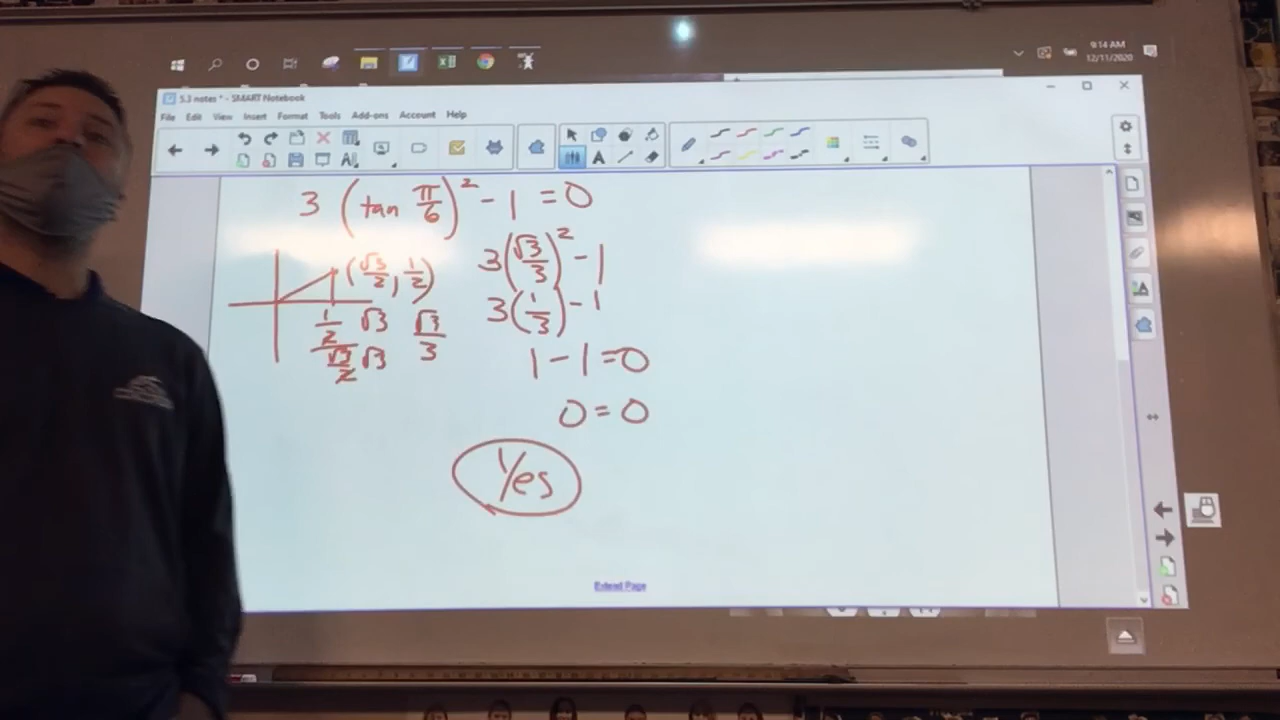 9:14 AM
12/11/2020
5.3 notes * - SMART Notebook
File Edit View Insert Format Tools Add-ons Account Help
3 (tan π/6)² - 1 = 0
3(√3/3)² - 1
(√3/2, 1/2)
3(1/3) - 1
1/2 √3 √3/3
√3/2 √3
1 - 1 = 0
0 = 0
Yes
Extend Page